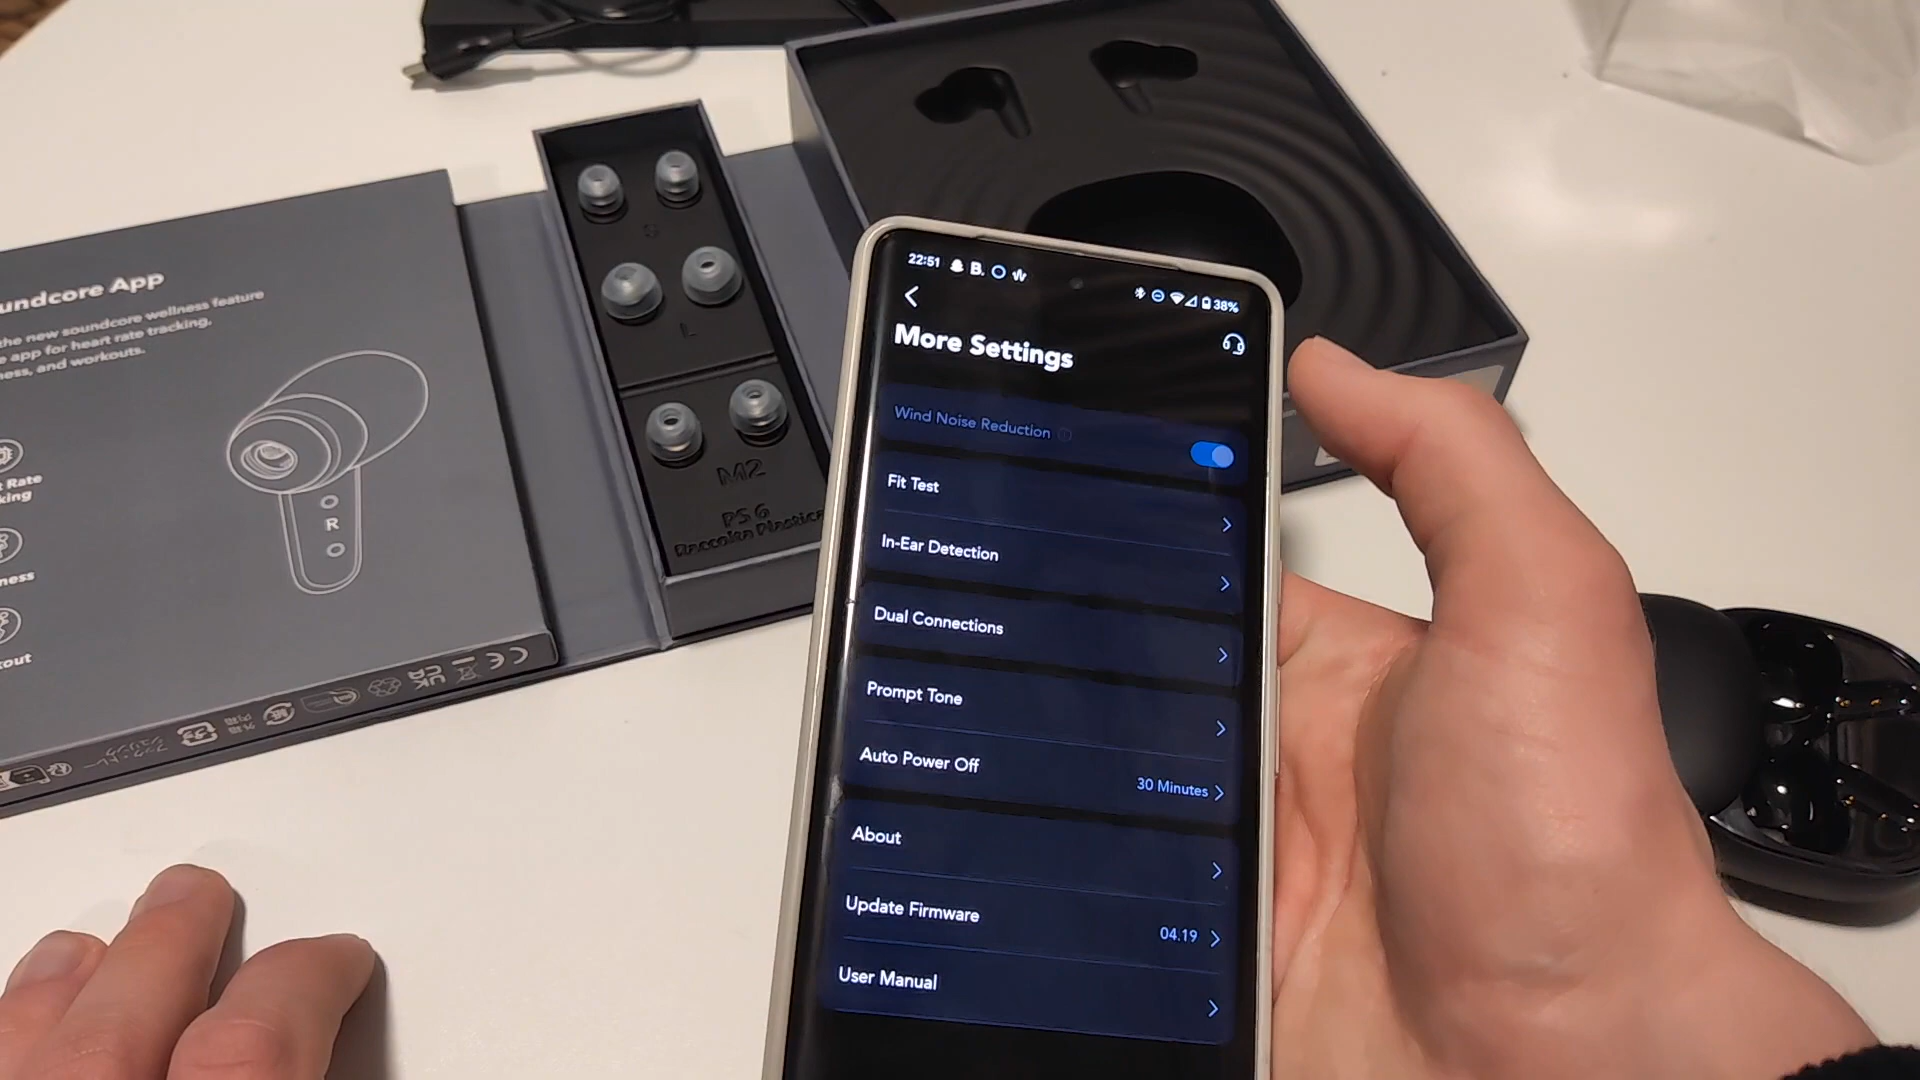 undcore App
the new soundcore wellness feature
e app for heart rate tracking,
ess, and workouts.
Rate
king
ness
out
R
S
L
M2
PS 6
22:51
B.
38%
More Settings
Wind Noise Reduction
Fit Test
In-Ear Detection
Dual Connections
Prompt Tone
Auto Power Off
30 Minutes
About
Update Firmware
04.19
User Manual